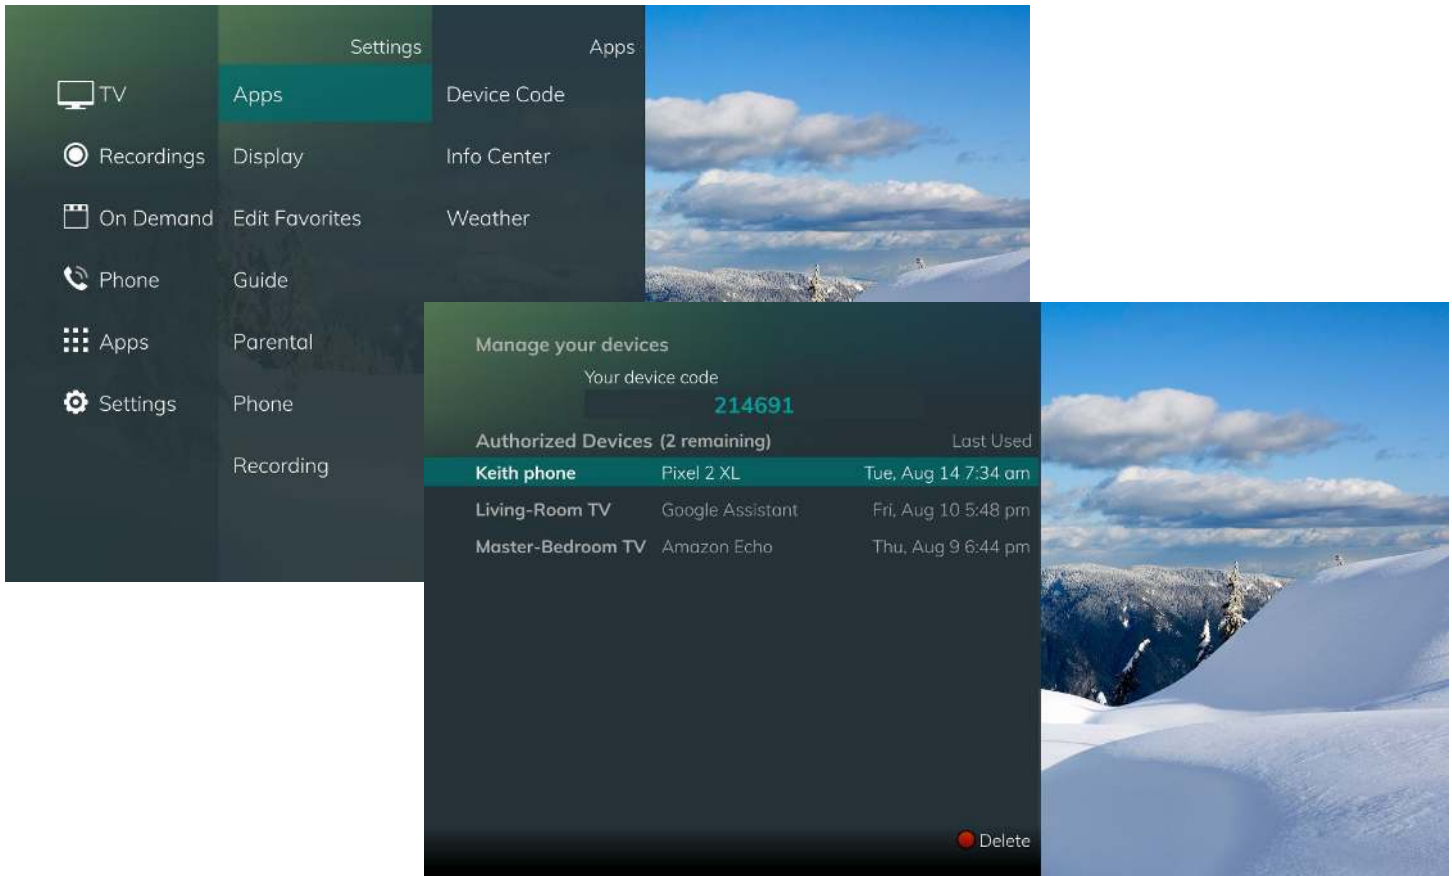 Settings
Apps
TV
Apps
Device Code
Recordings
Display
Info Center
On Demand
Edit Favorites
Weather
Phone
Guide
Apps
Parental
Settings
Phone
Recording
Manage your devices
Your device code
214691
Authorized Devices (2 remaining) Last Used
Keith phone Pixel 2 XL Tue, Aug 14 7:34 am
Living-Room TV Google Assistant Fri, Aug 10 5:48 pm
Master-Bedroom TV Amazon Echo Thu, Aug 9 6:44 pm
Delete